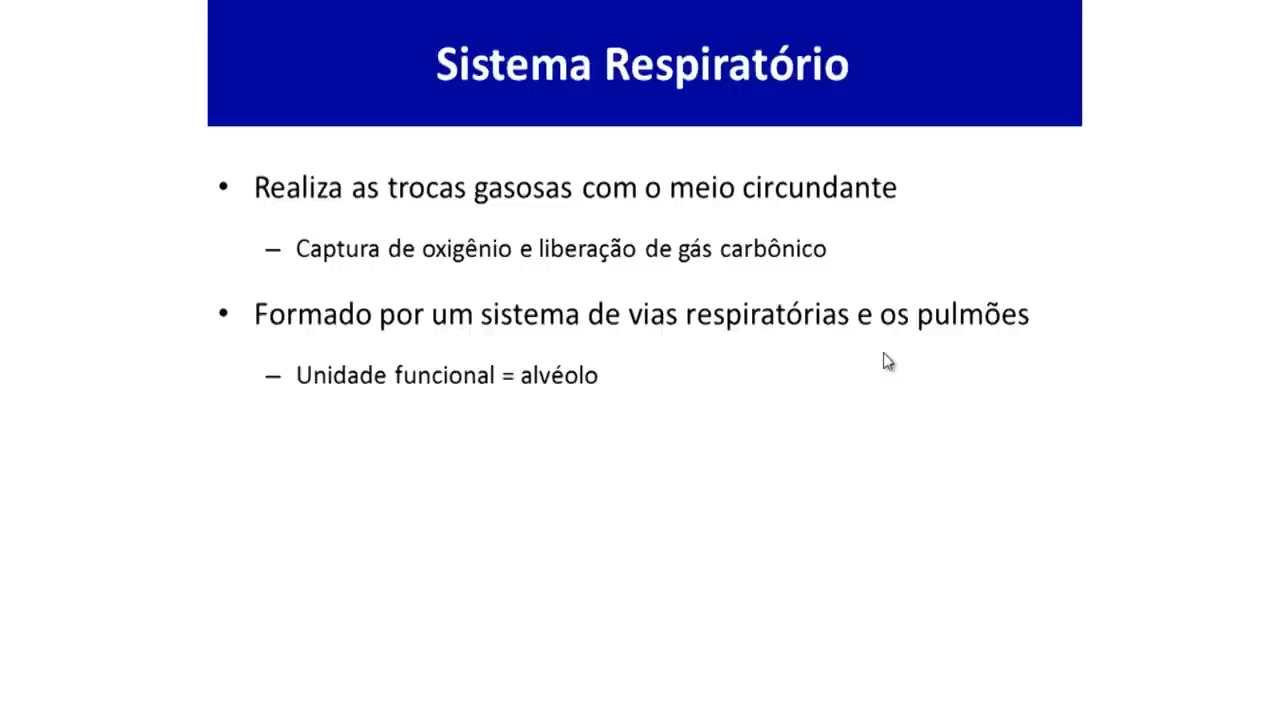 Sistema Respiratório
• Realiza as trocas gasosas com o meio circundante
– Captura de oxigênio e liberação de gás carbônico
• Formado por um sistema de vias respiratórias e os pulmões
– Unidade funcional = alvéolo